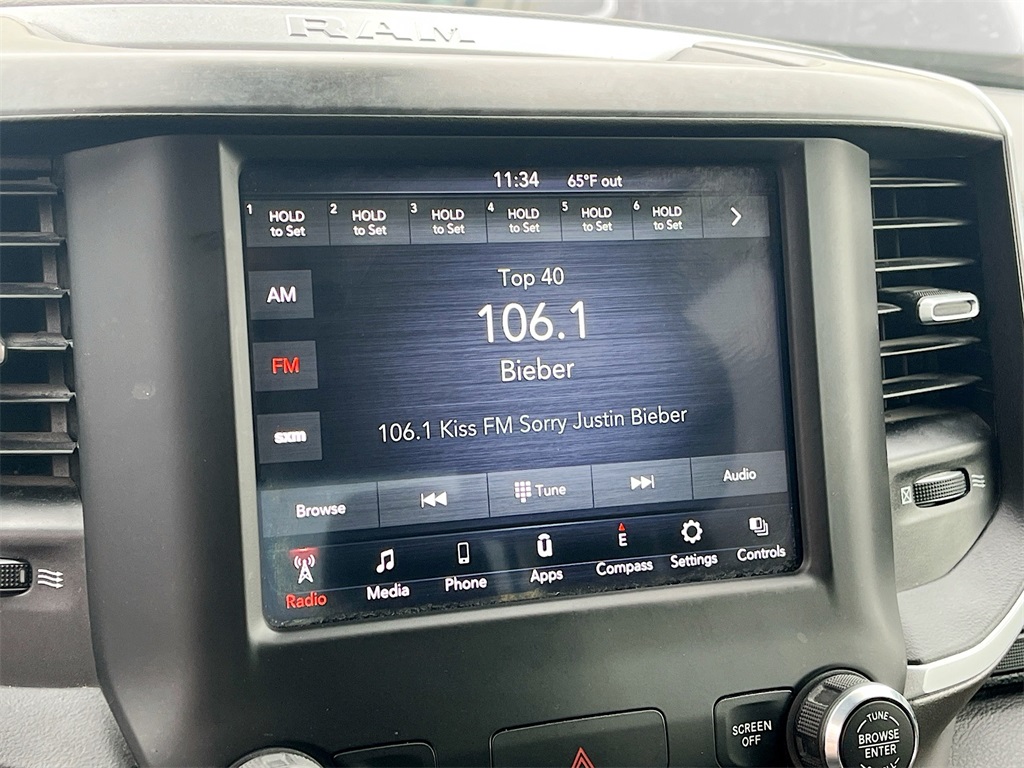 RAM
11:34 65°F out
1 HOLD to Set 2 HOLD to Set 3 HOLD to Set 4 HOLD to Set 5 HOLD to Set 6 HOLD to Set
Top 40
AM
106.1
FM
Bieber
106.1 Kiss FM Sorry Justin Bieber
sxm
Browse Tune Audio
E
Radio Media Phone Apps Compass Settings Controls
SCREEN
OFF
TUNE
BROWSE
ENTER